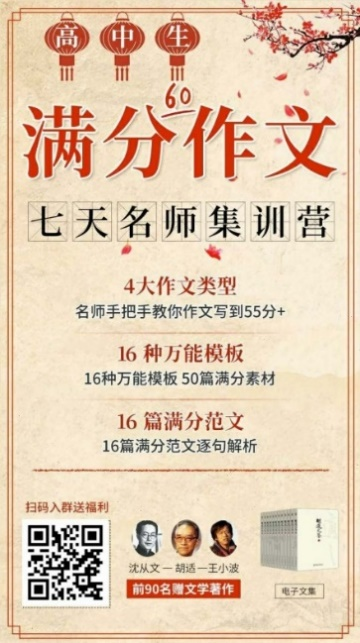 高中生
60
满分作文
七天名师集训营
4大作文类型
名师手把手教你作文写到55分+
16 种万能模板
16种万能模板 50篇满分素材
16 篇满分范文
16篇满分范文逐句解析
扫码入群送福利
沈从文 — 胡适 — 王小波
前90名赠文学著作
电子文集